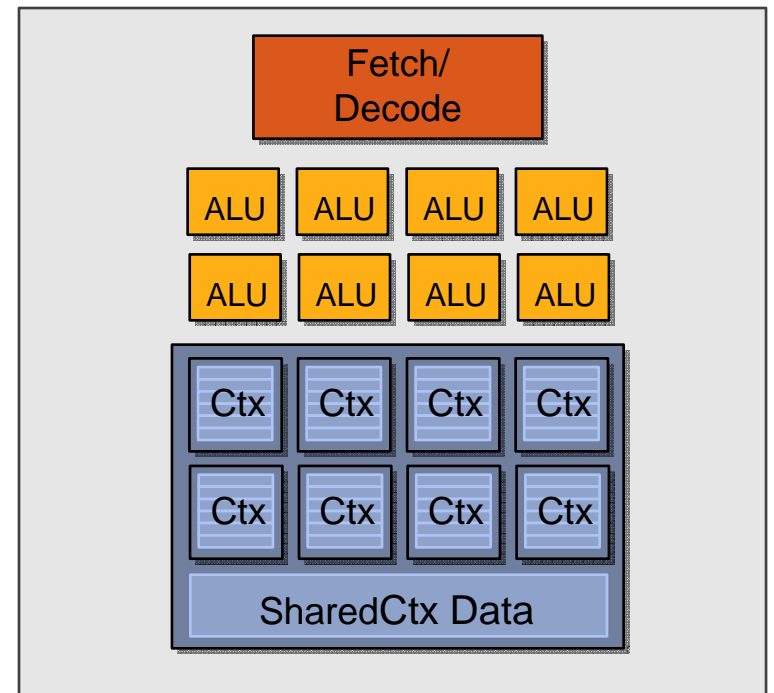 Fetch/
Decode
ALU ALU ALU ALU
ALU ALU ALU ALU
Ctx Ctx Ctx Ctx
Ctx Ctx Ctx Ctx
SharedCtx Data